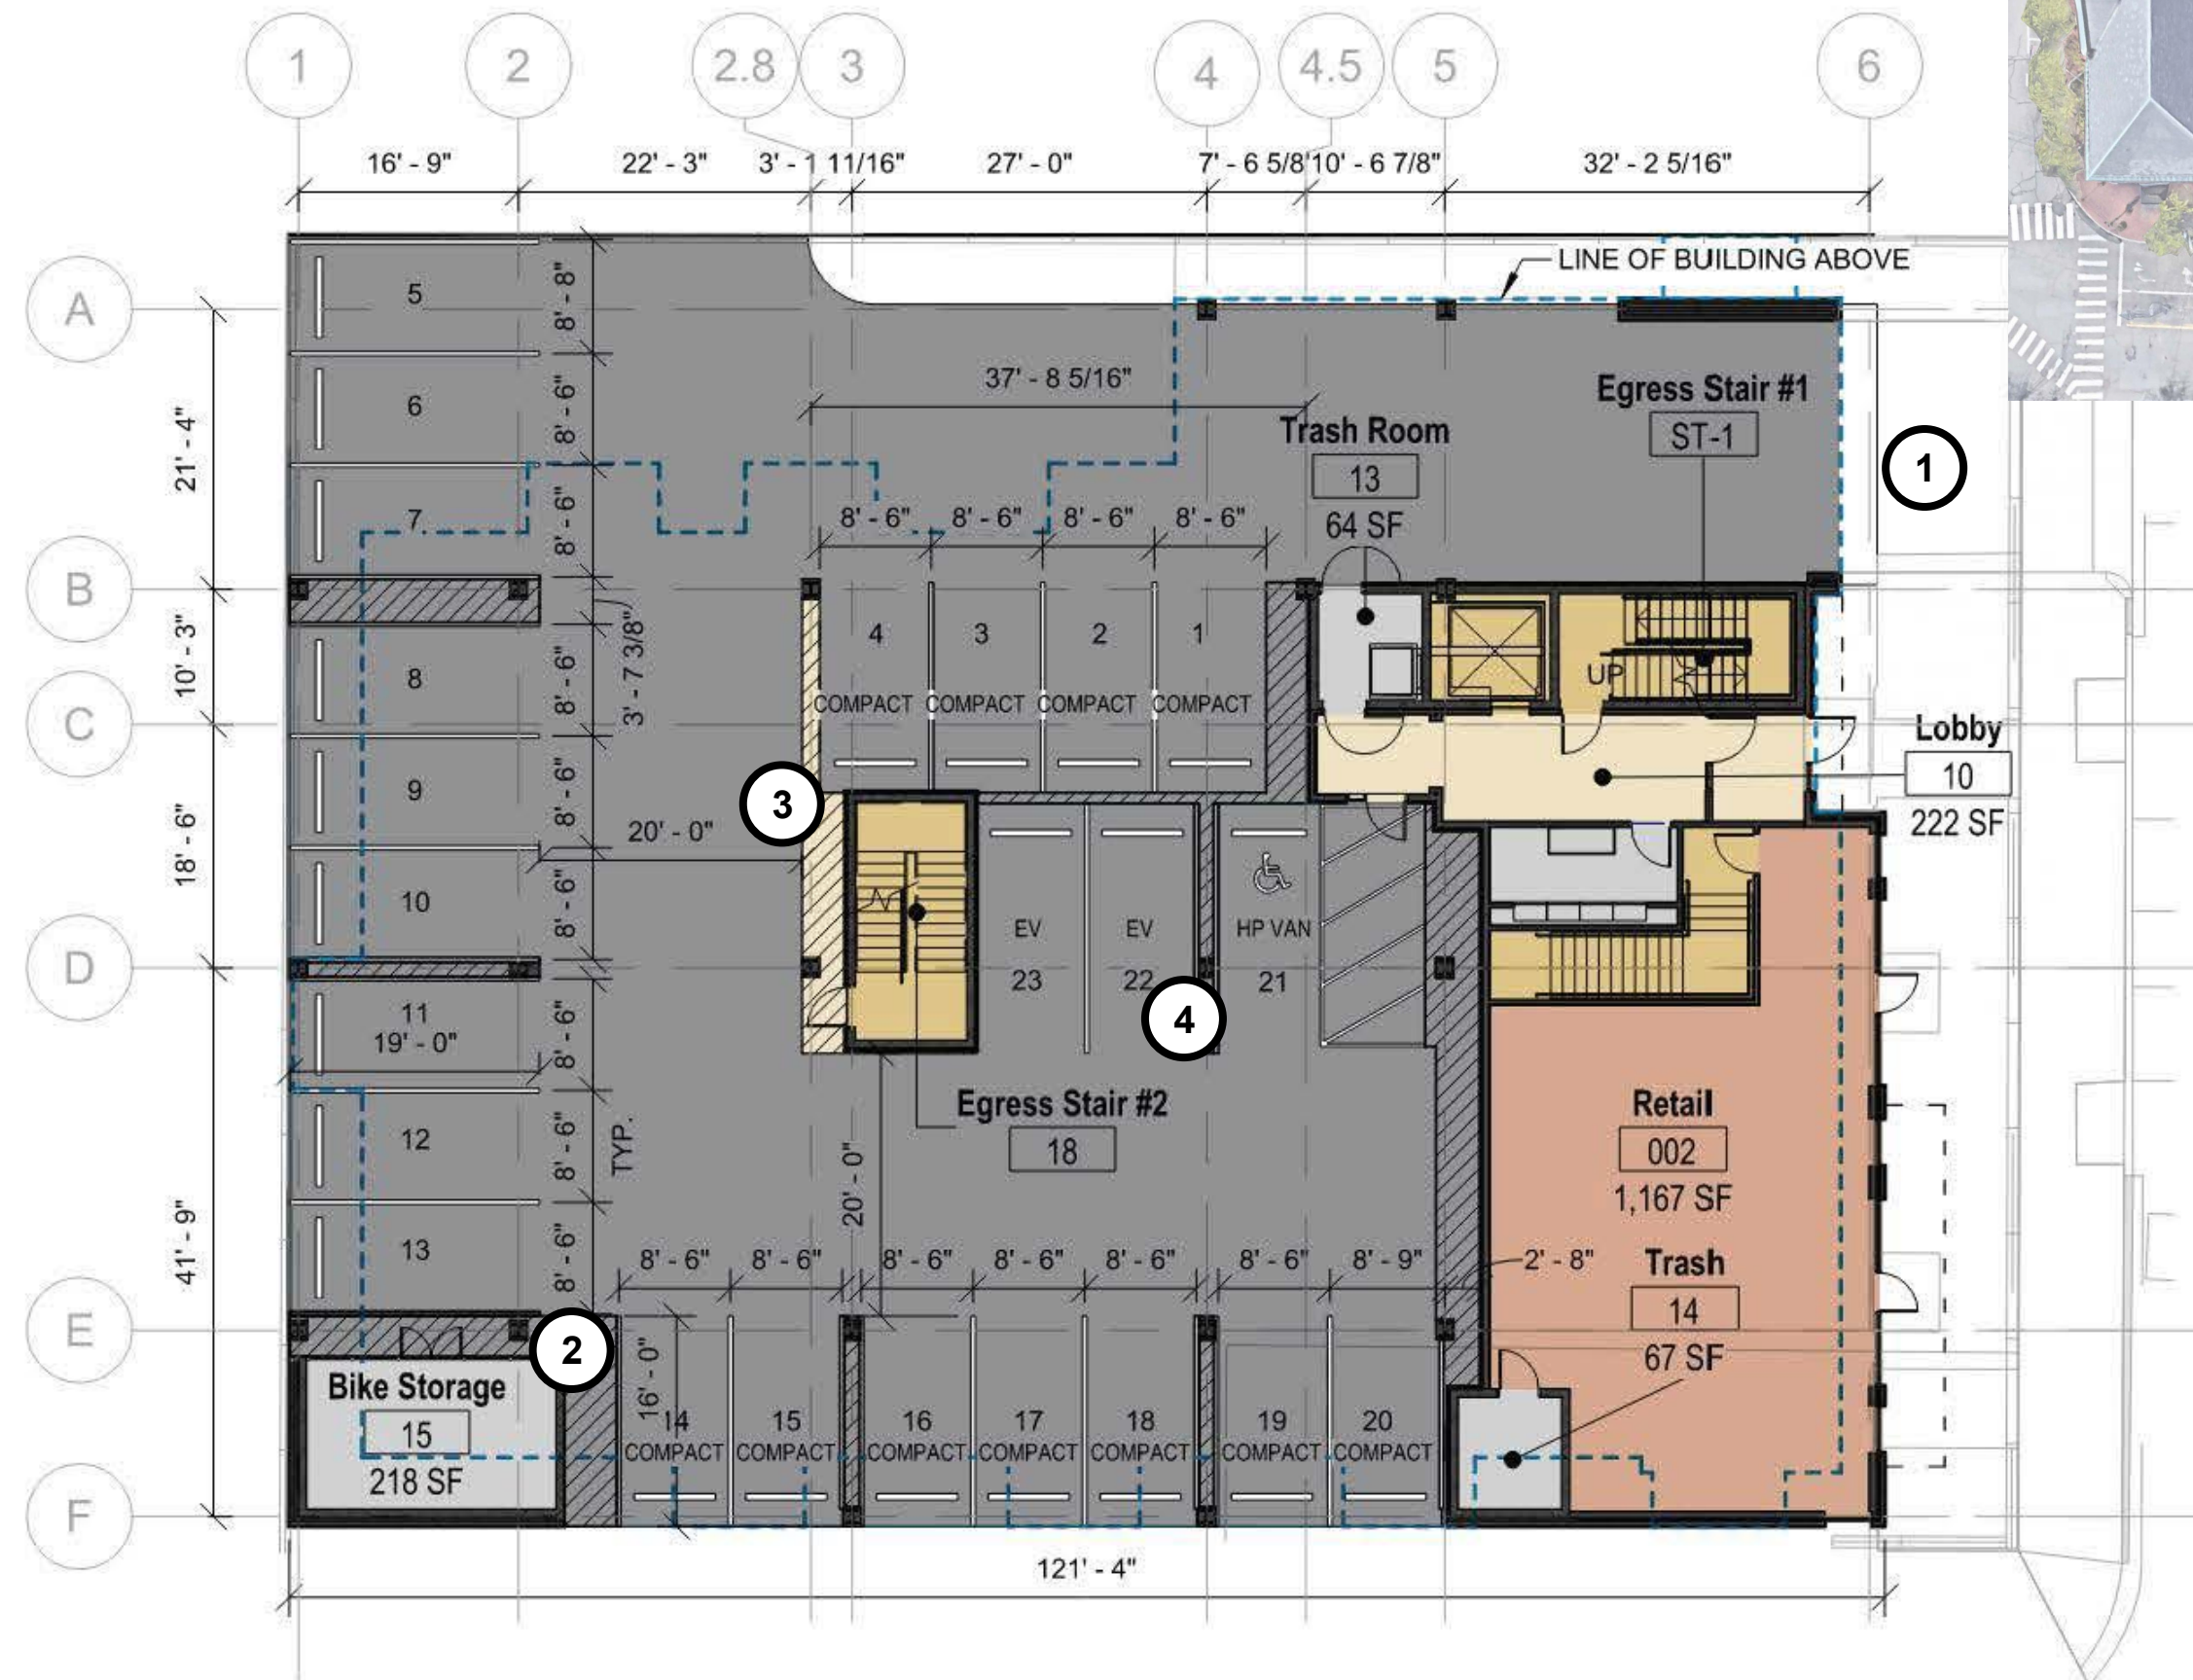 1
2
2.8
3
4
4.5
5
6
16' - 9"
22' - 3"
3' - 1 11/16"
27' - 0"
7' - 6 5/8"
10' - 6 7/8"
32' - 2 5/16"
LINE OF BUILDING ABOVE
A
5
8' - 8"
37' - 8 5/16"
Egress Stair #1
ST-1
6
8' - 6"
21' - 4"
Trash Room
13
64 SF
1
7
8' - 6"
8' - 6"
8' - 6"
8' - 6"
8' - 6"
B
10' - 3"
3' - 7 3/8"
4
3
2
1
UP
8
8' - 6"
COMPACT
COMPACT
COMPACT
COMPACT
C
Lobby
10
222 SF
9
8' - 6"
3
18' - 6"
20' - 0"
10
8' - 6"
EV
EV
HP VAN
D
23
22
21
11
19' - 0"
8' - 6"
4
Egress Stair #2
18
Retail
002
1,167 SF
12
8' - 6"
TYP.
20' - 0"
41' - 9"
13
8' - 6"
8' - 6"
8' - 6"
8' - 6"
8' - 6"
8' - 6"
8' - 6"
8' - 9"
2' - 8"
Trash
14
67 SF
E
2
16' - 0"
Bike Storage
15
218 SF
14
COMPACT
15
COMPACT
16
COMPACT
17
COMPACT
18
COMPACT
19
COMPACT
20
COMPACT
F
121' - 4"